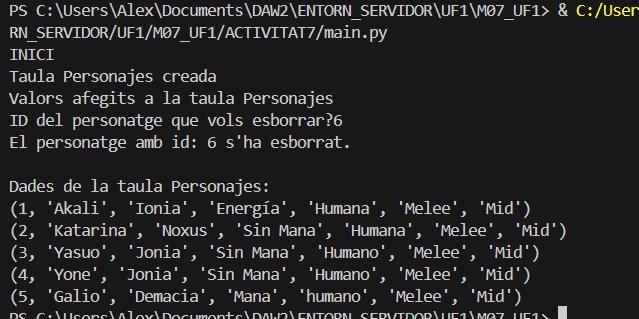 PS C:\Users\Alex\Documents\DAW2\ENTORN_SERVIDOR\UF1\M07_UF1> & C:/User
RN_SERVIDOR/UF1/M07_UF1/ACTIVITAT7/main.py
INICI
Taula Personajes creada
Valors afegits a la taula Personajes
ID del personatge que vols esborrar?6
El personatge amb id: 6 s'ha esborrat.

Dades de la taula Personajes:
(1, 'Akali', 'Ionia', 'Energía', 'Humana', 'Melee', 'Mid')
(2, 'Katarina', 'Noxus', 'Sin Mana', 'Humana', 'Melee', 'Mid')
(3, 'Yasuo', 'Jonia', 'Sin Mana', 'Humano', 'Melee', 'Mid')
(4, 'Yone', 'Jonia', 'Sin Mana', 'Humano', 'Melee', 'Mid')
(5, 'Galio', 'Demacia', 'Mana', 'humano', 'Melee', 'Mid')
PS C:\Users\Alex\Documents\DAW2\ENTORN_SERVIDOR\UF1\M07_UF1>